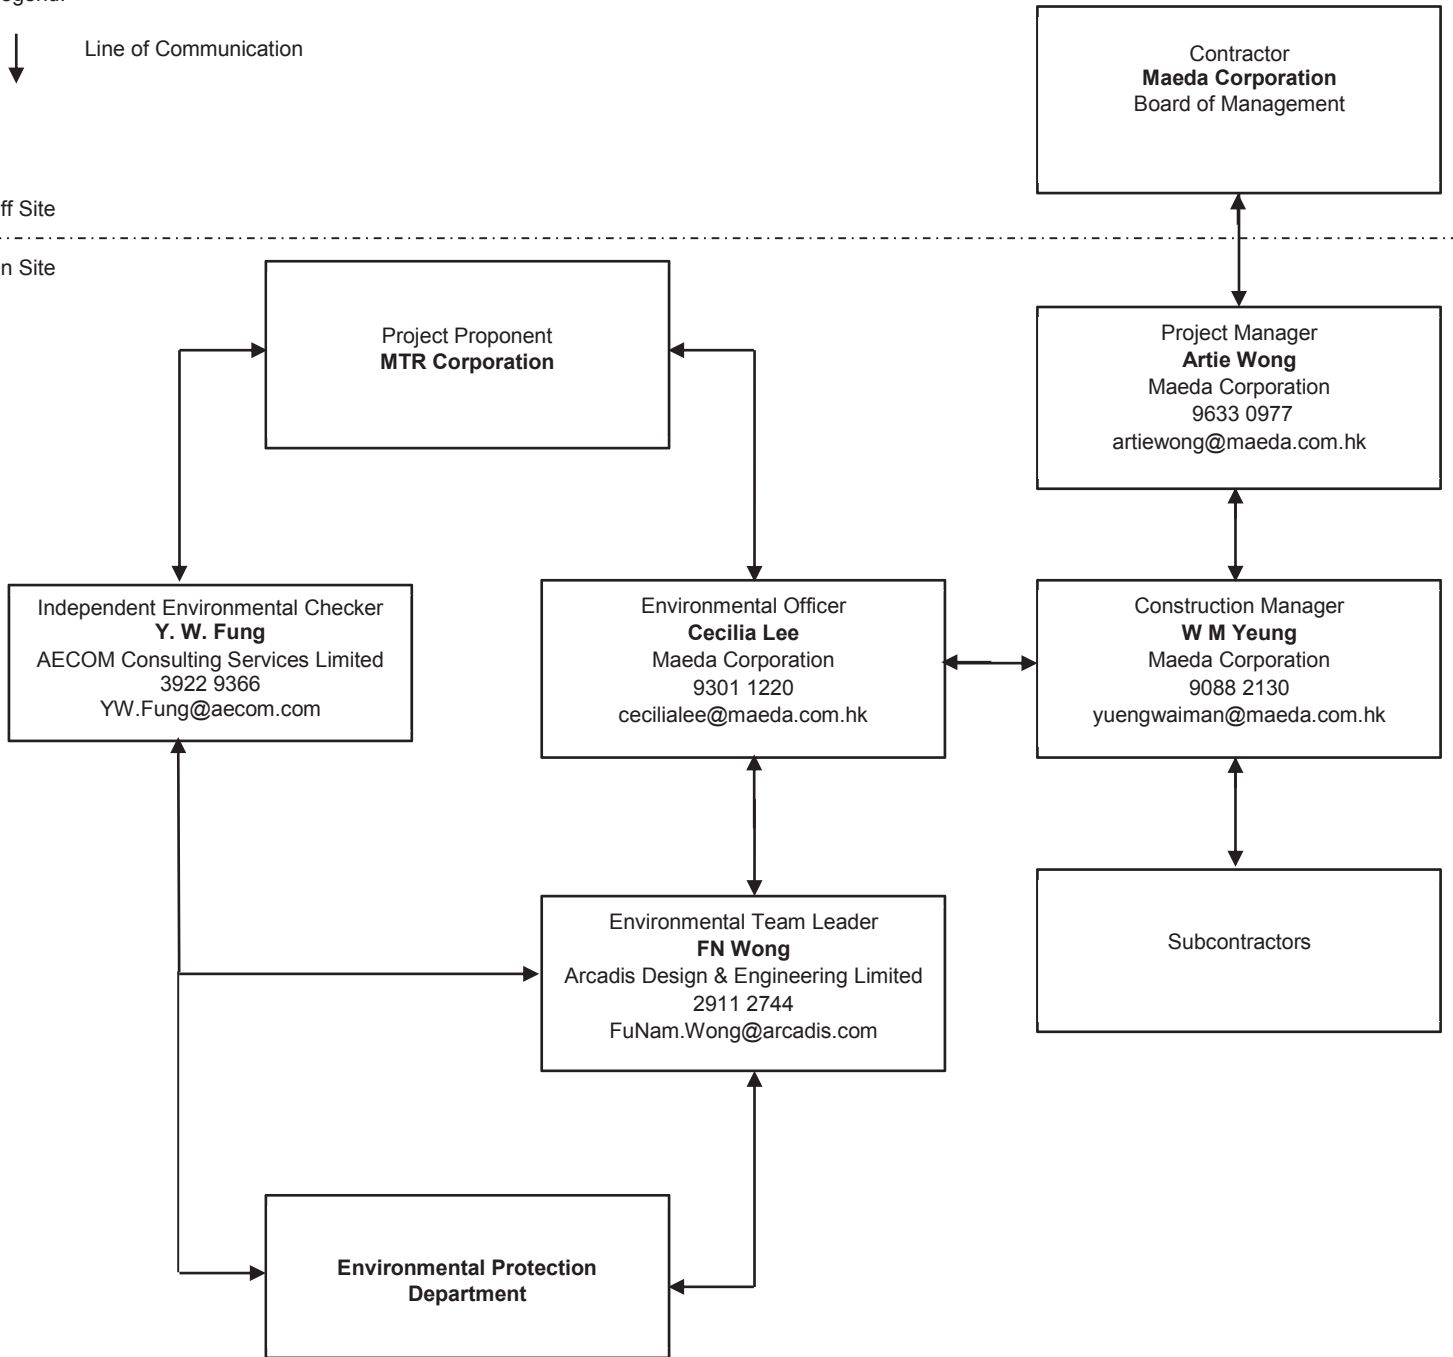 egend:
Line of Communication
Contractor
Maeda Corporation
Board of Management
ff Site
n Site
Project Proponent
MTR Corporation
Project Manager
Artie Wong
Maeda Corporation
9633 0977
artiewong@maeda.com.hk
Independent Environmental Checker
Y. W. Fung
AECOM Consulting Services Limited
3922 9366
YW.Fung@aecom.com
Environmental Officer
Cecilia Lee
Maeda Corporation
9301 1220
cecilialee@maeda.com.hk
Construction Manager
W M Yeung
Maeda Corporation
9088 2130
yuengwaiman@maeda.com.hk
Environmental Team Leader
FN Wong
Arcadis Design & Engineering Limited
2911 2744
FuNam.Wong@arcadis.com
Subcontractors
Environmental Protection
Department